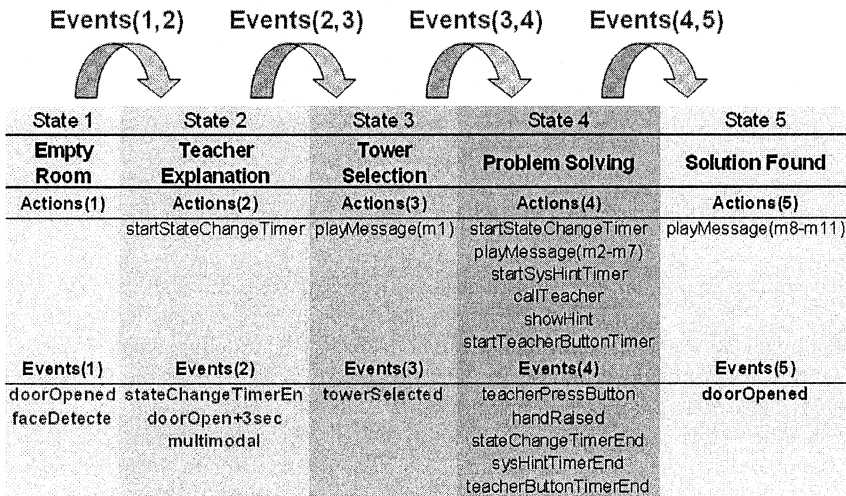 Events(1,2) Events(2,3) Events(3,4) Events(4,5)
State 1 State 2 State 3 State 4 State 5
Empty Room Teacher Explanation Tower Selection Problem Solving Solution Found
Actions(1) Actions(2) Actions(3) Actions(4) Actions(5)
startStateChangeTimer playMessage(m1) startStateChangeTimer playMessage(m8-m11)
playMessage(m2-m7)
startSysHintTimer
callTeacher
showHint
startTeacherButtonTimer
Events(1) Events(2) Events(3) Events(4) Events(5)
doorOpened stateChangeTimerEn towerSelected teacherPressButton doorOpened
faceDetecte doorOpen+3sec handRaised
multimodal stateChangeTimerEnd
sysHintTimerEnd
teacherButtonTimerEnd